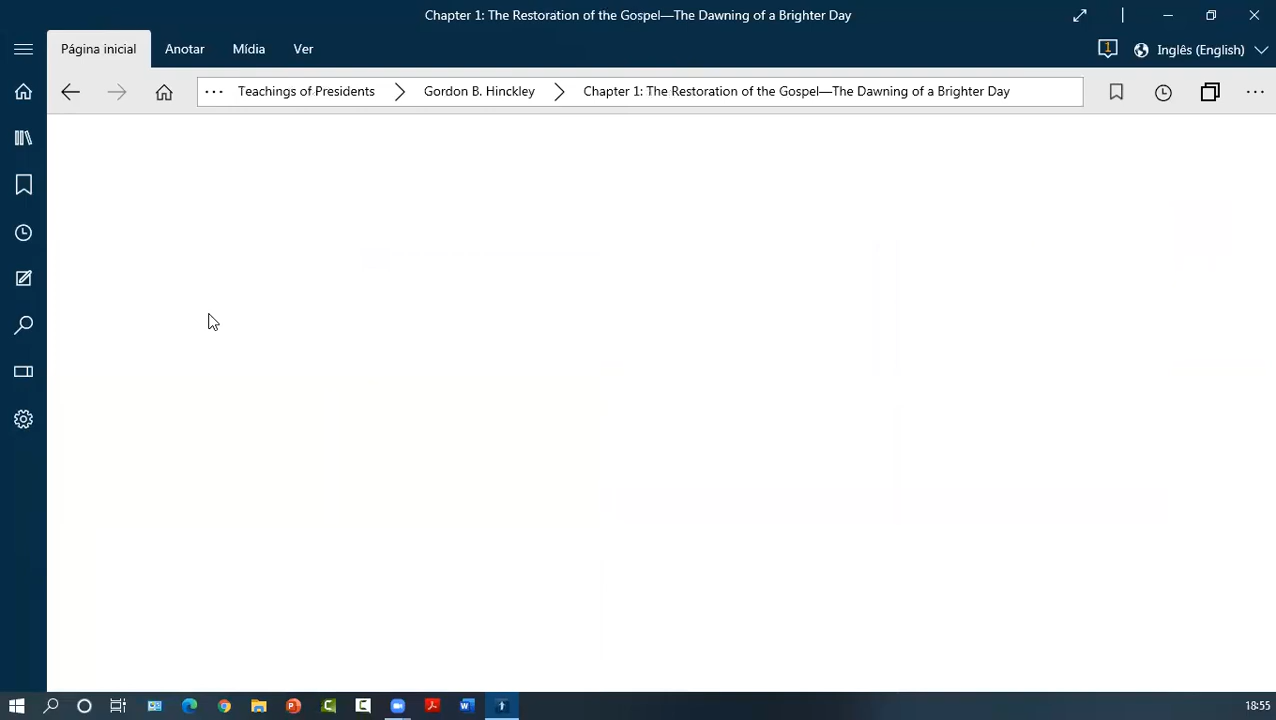 Chapter 1: The Restoration of the Gospel—The Dawning of a Brighter Day
Página inicial Anotar Mídia Ver 1 Inglês (English)
··· Teachings of Presidents Gordon B. Hinckley Chapter 1: The Restoration of the Gospel—The Dawning of a Brighter Day
18:55